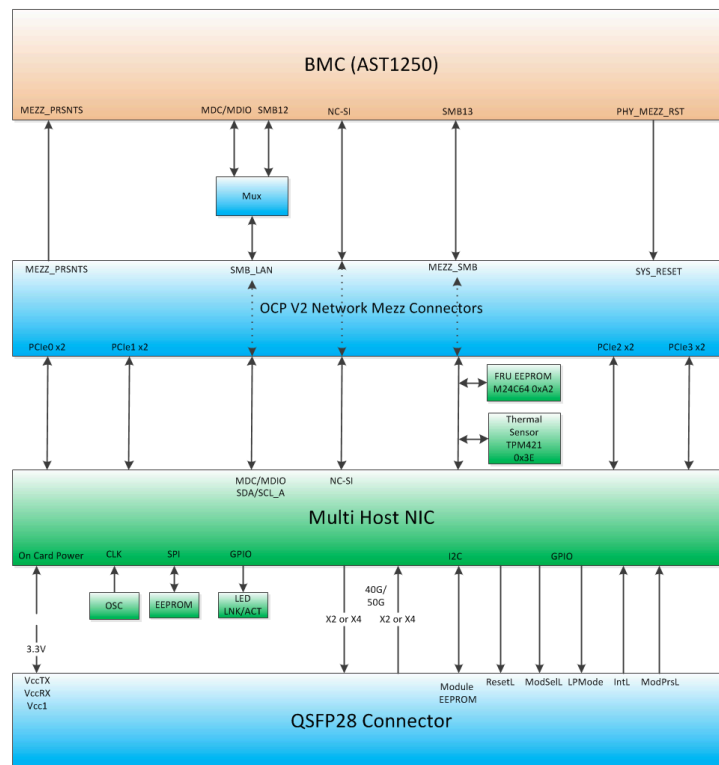 BMC (AST1250)
MEZZ_PRSNTS
MDC/MDIO
SMB12
NC-SI
SMB13
PHY_MEZZ_RST
Mux
MEZZ_PRSNTS
SMB_LAN
MEZZ_SMB
SYS_RESET
OCP V2 Network Mezz Connectors
PCIe0 x2
PCIe1 x2
PCIe2 x2
PCIe3 x2
FRU EEPROM
M24C64 0xA2
Thermal
Sensor
TPM421
0x3E
MDC/MDIO
SDA/SCL_A
NC-SI
Multi Host NIC
On Card Power
CLK
SPI
GPIO
I2C
GPIO
OSC
EEPROM
LED
LNK/ACT
40G/
50G
X2 or X4
X2 or X4
3.3V
VccTX
VccRX
Vcc1
Module
EEPROM
ResetL
ModSelL
LPMode
IntL
ModPrsL
QSFP28 Connector